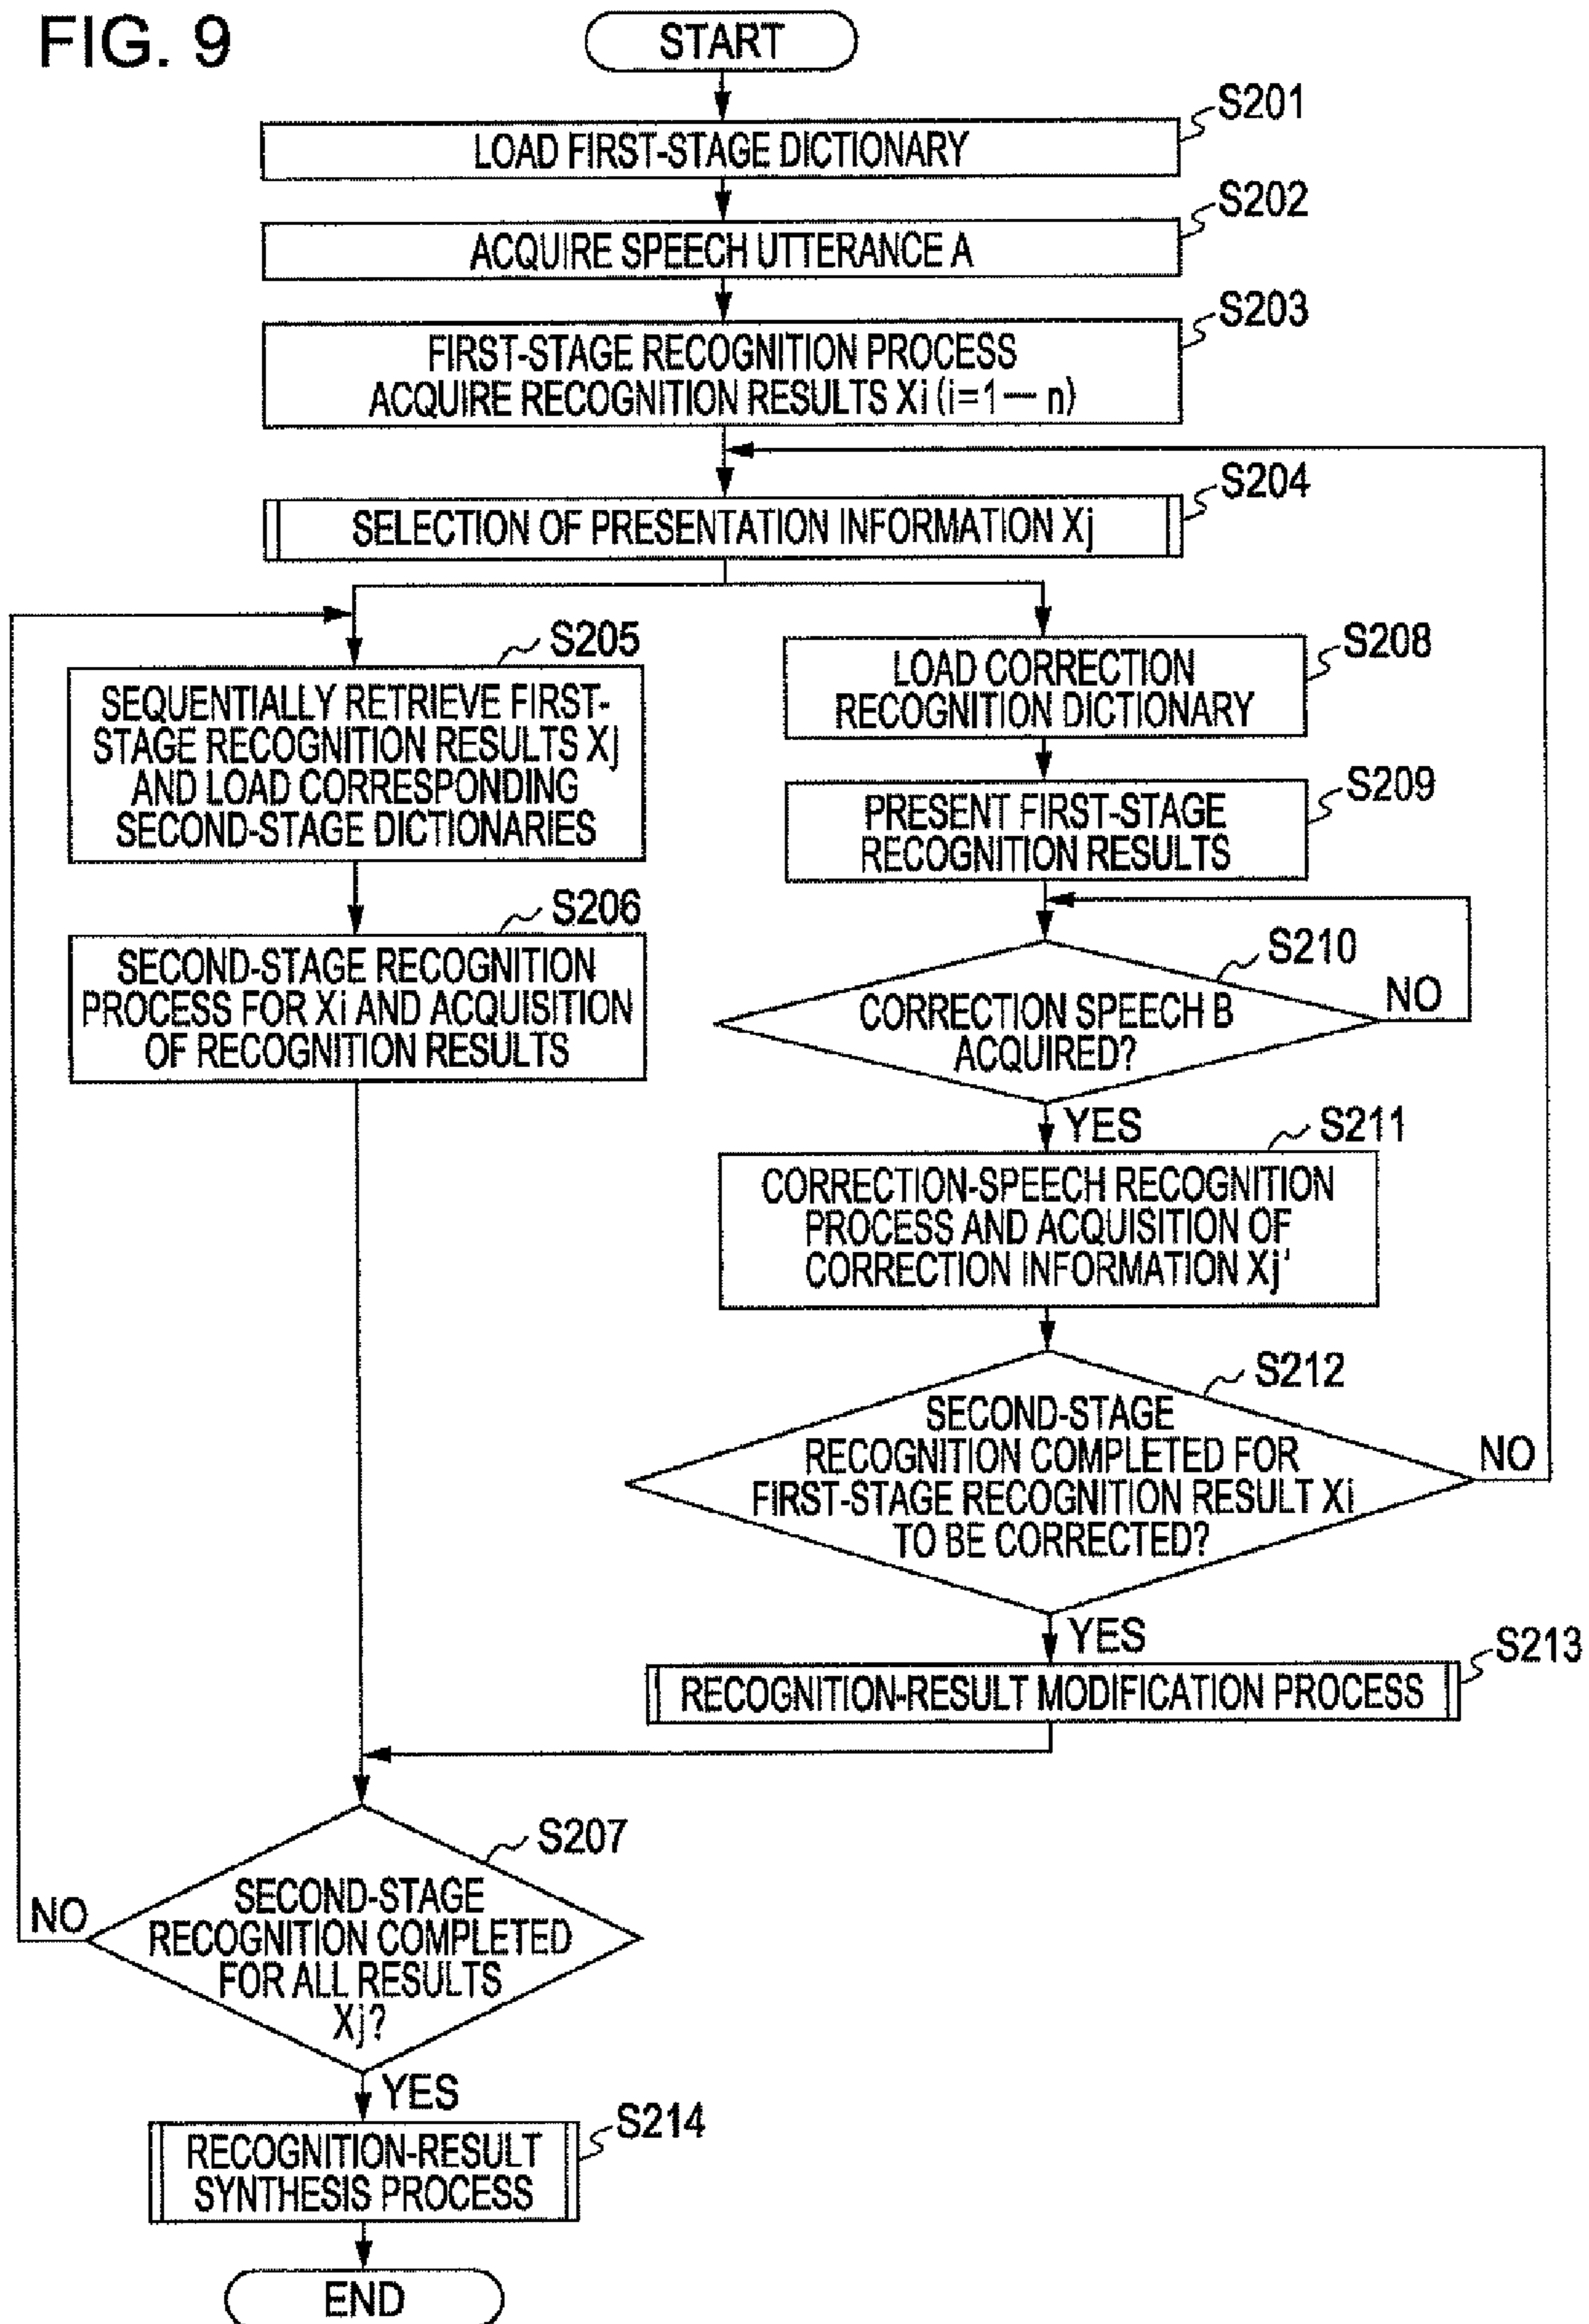 FIG. 9
START
S201
LOAD FIRST-STAGE DICTIONARY
S202
ACQUIRE SPEECH UTTERANCE A
S203
FIRST-STAGE RECOGNITION PROCESS
ACQUIRE RECOGNITION RESULTS Xi (i=1— n)
S204
SELECTION OF PRESENTATION INFORMATION Xj
S205
SEQUENTIALLY RETRIEVE FIRST-
STAGE RECOGNITION RESULTS Xj
AND LOAD CORRESPONDING
SECOND-STAGE DICTIONARIES
S206
SECOND-STAGE RECOGNITION
PROCESS FOR Xi AND ACQUISITION
OF RECOGNITION RESULTS
S208
LOAD CORRECTION
RECOGNITION DICTIONARY
S209
PRESENT FIRST-STAGE
RECOGNITION RESULTS
S210
CORRECTION SPEECH B
ACQUIRED?
NO
YES
S211
CORRECTION-SPEECH RECOGNITION
PROCESS AND ACQUISITION OF
CORRECTION INFORMATION Xj'
S212
SECOND-STAGE
RECOGNITION COMPLETED FOR
FIRST-STAGE RECOGNITION RESULT Xi
TO BE CORRECTED?
NO
YES
S213
RECOGNITION-RESULT MODIFICATION PROCESS
S207
SECOND-STAGE
RECOGNITION COMPLETED
FOR ALL RESULTS
Xj?
NO
YES
S214
RECOGNITION-RESULT
SYNTHESIS PROCESS
END